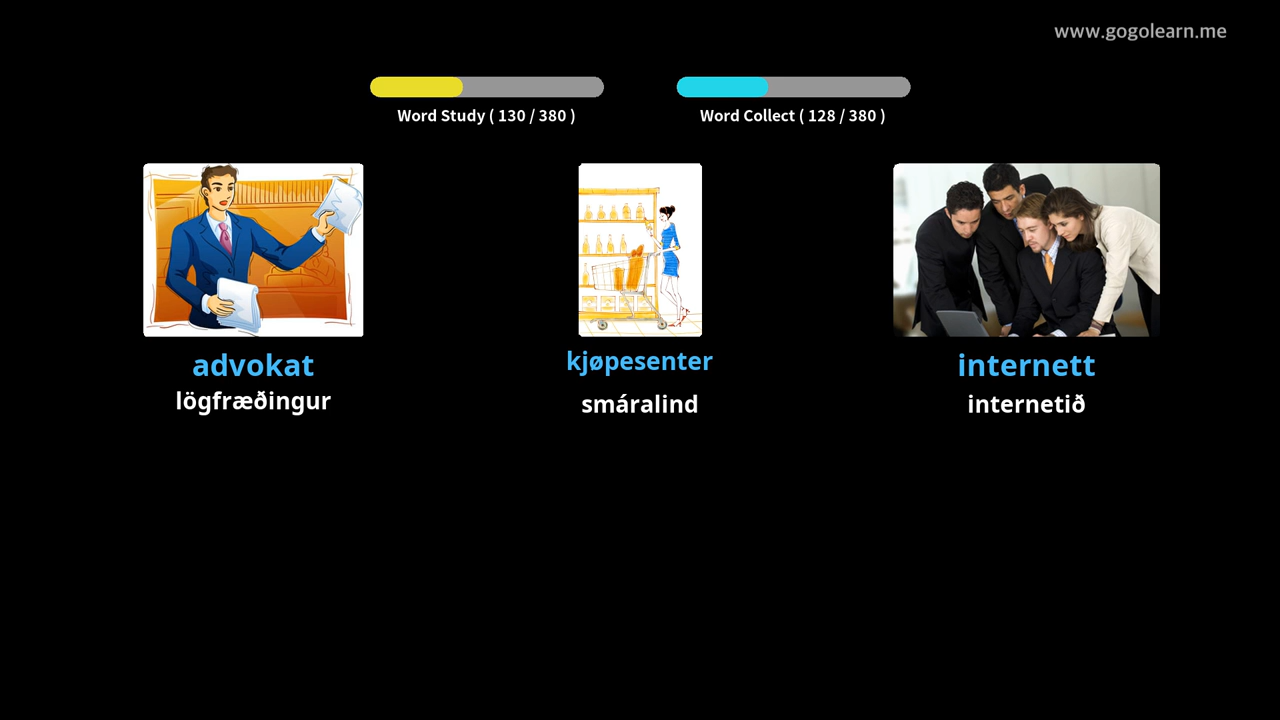 www.gogolearn.me
Word Study ( 130 / 380 )
Word Collect ( 128 / 380 )
advokat
lögfræðingur
kjøpesenter
smáralind
internett
internetið